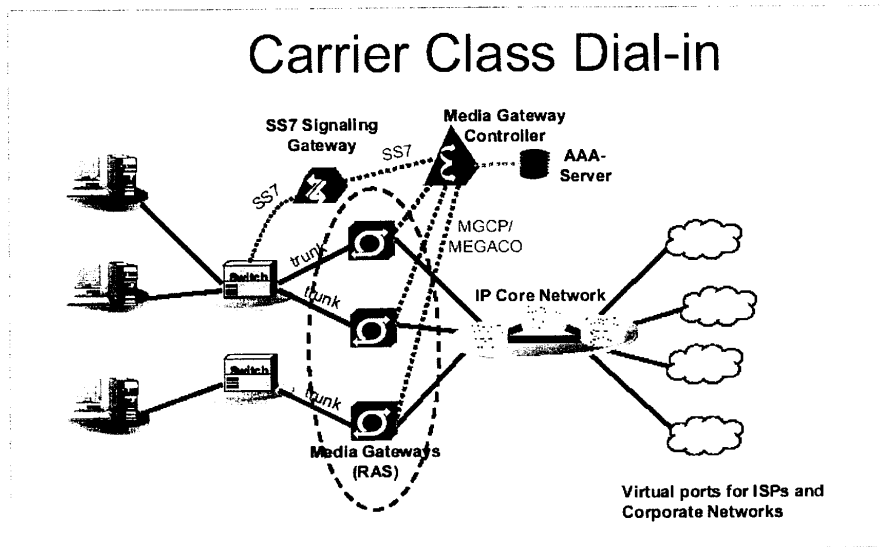 Carrier Class Dial-in
SS7 Signaling
Gateway
Media Gateway
Controller
AAA-
Server
SS7
SS7
MGCP/
MEGACO
trunk
Switch
trunk
IP Core Network
Switch
trunk
Media Gateways
(RAS)
Virtual ports for ISPs and
Corporate Networks